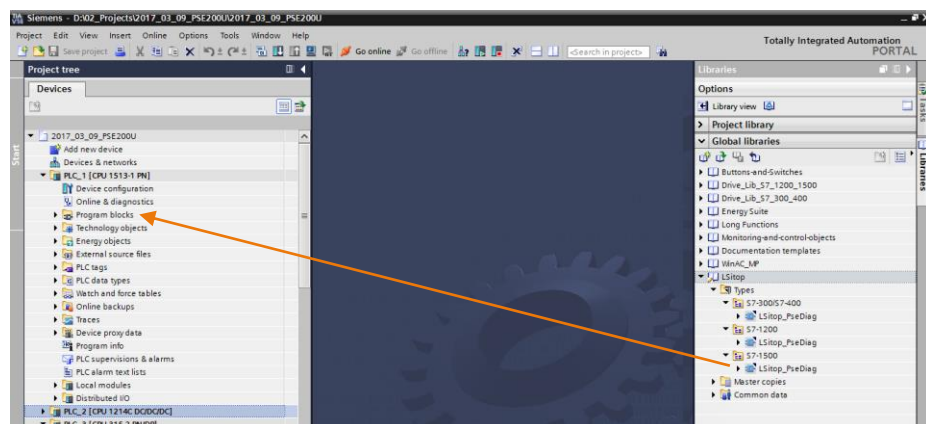 Siemens - D:\02_Projects\2017_03_09_PSE200U\2017_03_09_PSE200U
Project Edit View Insert Online Options Tools Window Help
Save project Go online Go offline <Search in project>
Totally Integrated Automation
PORTAL
Project tree
Devices
Start
2017_03_09_PSE200U
Add new device
Devices & networks
PLC_1 [CPU 1513-1 PN]
Device configuration
Online & diagnostics
Program blocks
Technology objects
Energy objects
External source files
PLC tags
PLC data types
Watch and force tables
Online backups
Traces
Device proxy data
Program info
PLC supervisions & alarms
PLC alarm text lists
Local modules
Distributed I/O
PLC_2 [CPU 1214C DC/DC/DC]
PLC_3 [CPU 316-2 PN/DP]
Libraries
Options
Library view
Project library
Global libraries
Buttons-and-Switches
Drive_Lib_S7_1200_1500
Drive_Lib_S7_300_400
Energy Suite
Long Functions
Monitoring-and-control-objects
Documentation templates
WinAC_MP
LSitop
Types
S7-300/S7-400
LSitop_PseDiag
S7-1200
LSitop_PseDiag
S7-1500
LSitop_PseDiag
Master copies
Common data
Tasks
Libraries